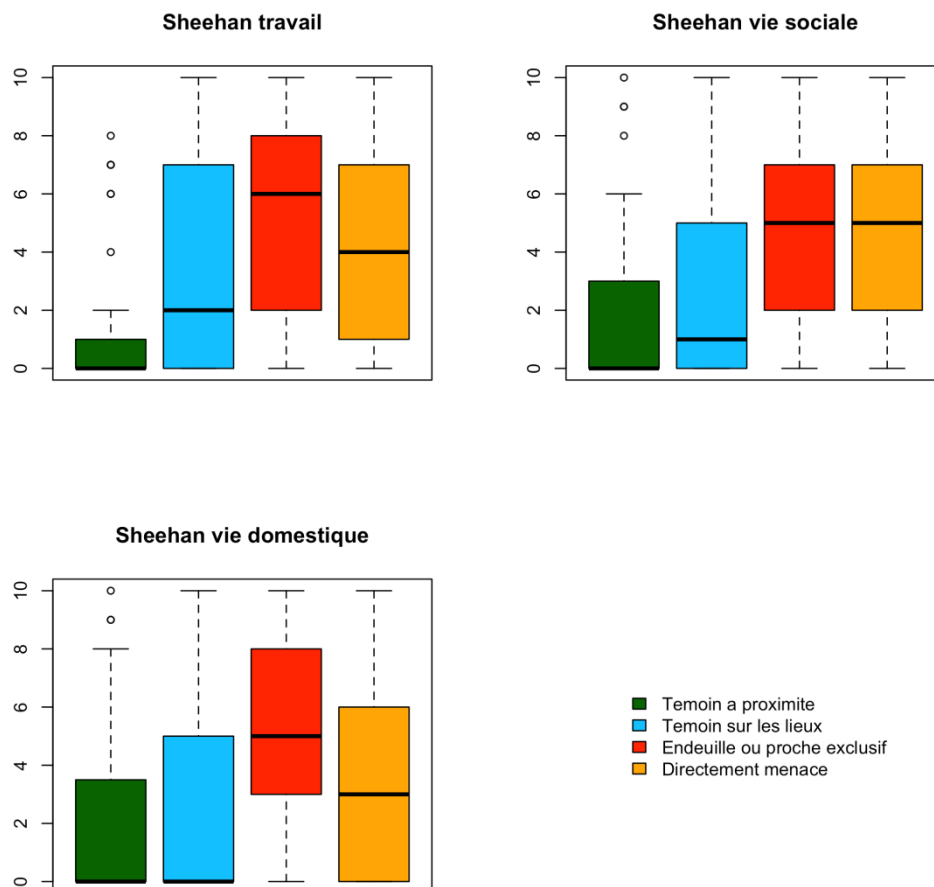 Sheehan travail
Sheehan vie sociale
10
8
6
4
2
0
10
8
6
4
2
0
Sheehan vie domestique
10
8
6
4
2
0
Temoin a proximite
Temoin sur les lieux
Endeuille ou proche exclusif
Directement menace